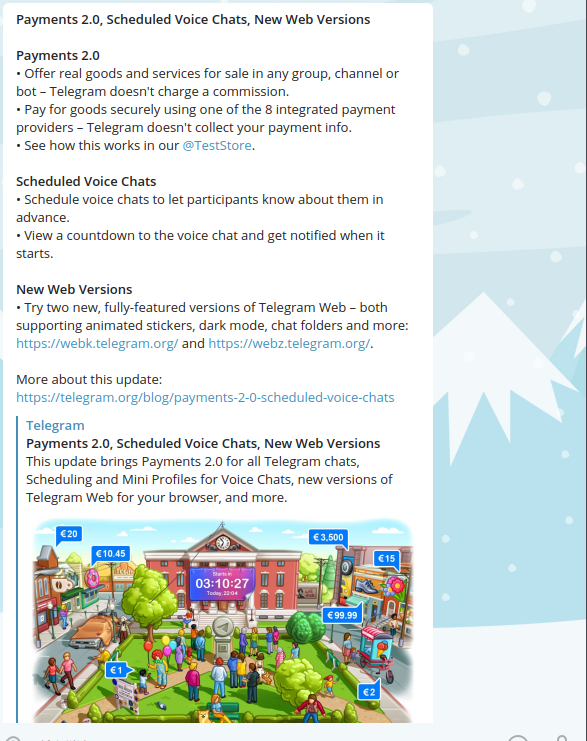 Payments 2.0, Scheduled Voice Chats, New Web Versions
Payments 2.0
• Offer real goods and services for sale in any group, channel or
bot – Telegram doesn't charge a commission.
• Pay for goods securely using one of the 8 integrated payment
providers – Telegram doesn't collect your payment info.
• See how this works in our @TestStore.
Scheduled Voice Chats
• Schedule voice chats to let participants know about them in
advance.
• View a countdown to the voice chat and get notified when it
starts.
New Web Versions
• Try two new, fully-featured versions of Telegram Web – both
supporting animated stickers, dark mode, chat folders and more:
https://webk.telegram.org/ and https://webz.telegram.org/.
More about this update:
https://telegram.org/blog/payments-2-0-scheduled-voice-chats
Telegram
Payments 2.0, Scheduled Voice Chats, New Web Versions
This update brings Payments 2.0 for all Telegram chats,
Scheduling and Mini Profiles for Voice Chats, new versions of
Telegram Web for your browser, and more.
€20
€3,500
€10.45
€15
Starts in
03:10:27
Today, 22:04
€99.99
€1
€2